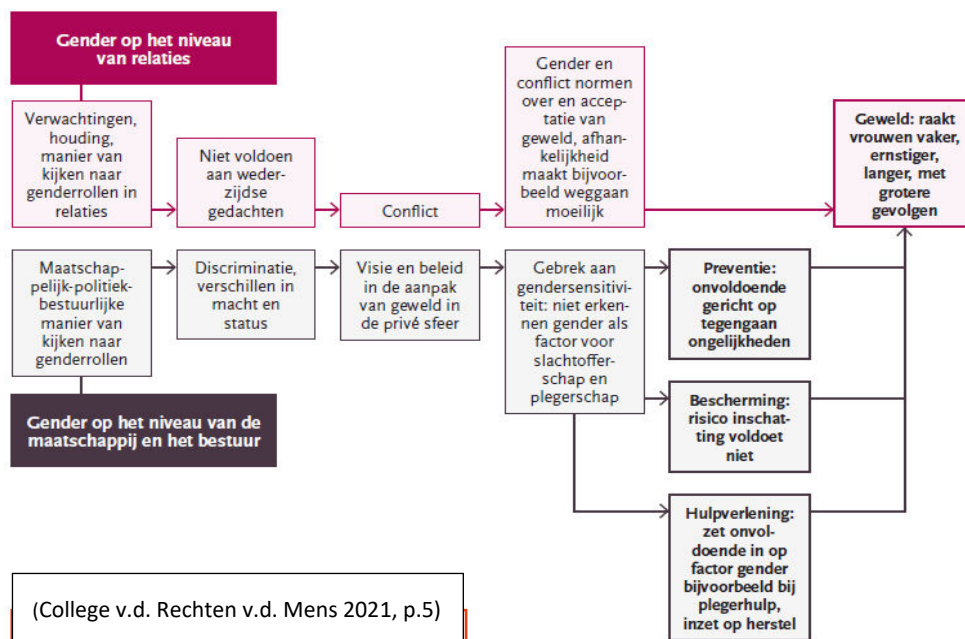 Gender op het niveau
van relaties
Verwachtingen,
houding,
manier van
kijken naar
genderrollen in
relaties
Niet voldoen
aan weder-
zijdse
gedachten
Conflict
Gender en
conflict normen
over en accep-
tatie van
geweld, afhan-
kelijkheid
maakt bijvoor-
beeld weggaan
moeilijk
Geweld: raakt
vrouwen vaker,
ernstiger,
langer, met
grotere
gevolgen
Maatschap-
pelijk-politiek-
bestuurlijke
manier van
kijken naar
genderrollen
Discriminatie,
verschillen in
macht en
status
Visie en beleid
in de aanpak
van geweld in
de privé sfeer
Gebrek aan
gendersensitivi-
teit: niet erken-
nen gender als
factor voor
slachtoffer-
schap en
plegerschap
Preventie:
onvoldoende
gericht op
tegengaan
ongelijkheden
Bescherming:
risico inschat-
ting voldoet
niet
Hulpverlening:
zet onvol-
doende in op
factor gender
bijvoorbeeld bij
plegerhulp,
inzet op herstel
Gender op het niveau van de
maatschappij en het bestuur
(College v.d. Rechten v.d. Mens 2021, p.5)